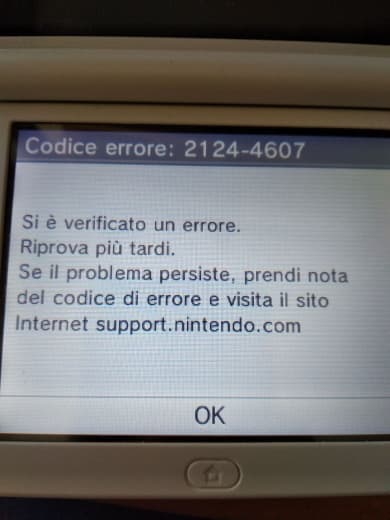 Codice errore: 2124-4607
Si è verificato un errore.
Riprova più tardi.
Se il problema persiste, prendi nota
del codice di errore e visita il sito
Internet support.nintendo.com
OK